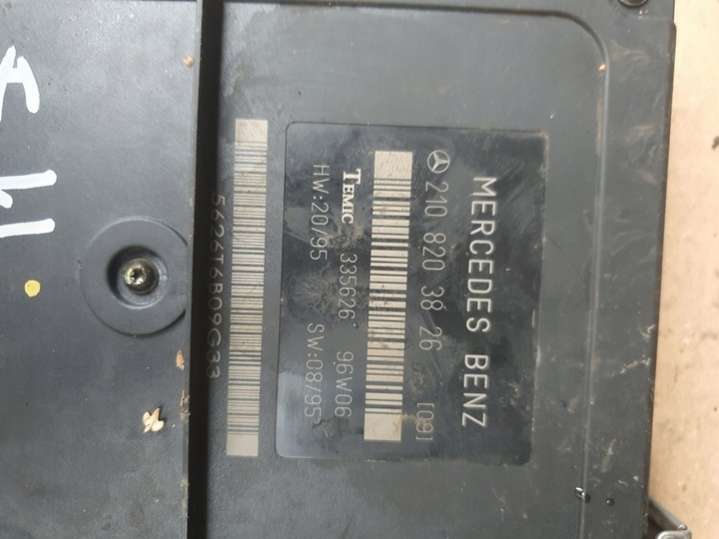 MERCEDES BENZ
210 820 38 26 [09]
TEMIC 335626 96W06
HW:20/95 SW:08/95
5626T6B09G33